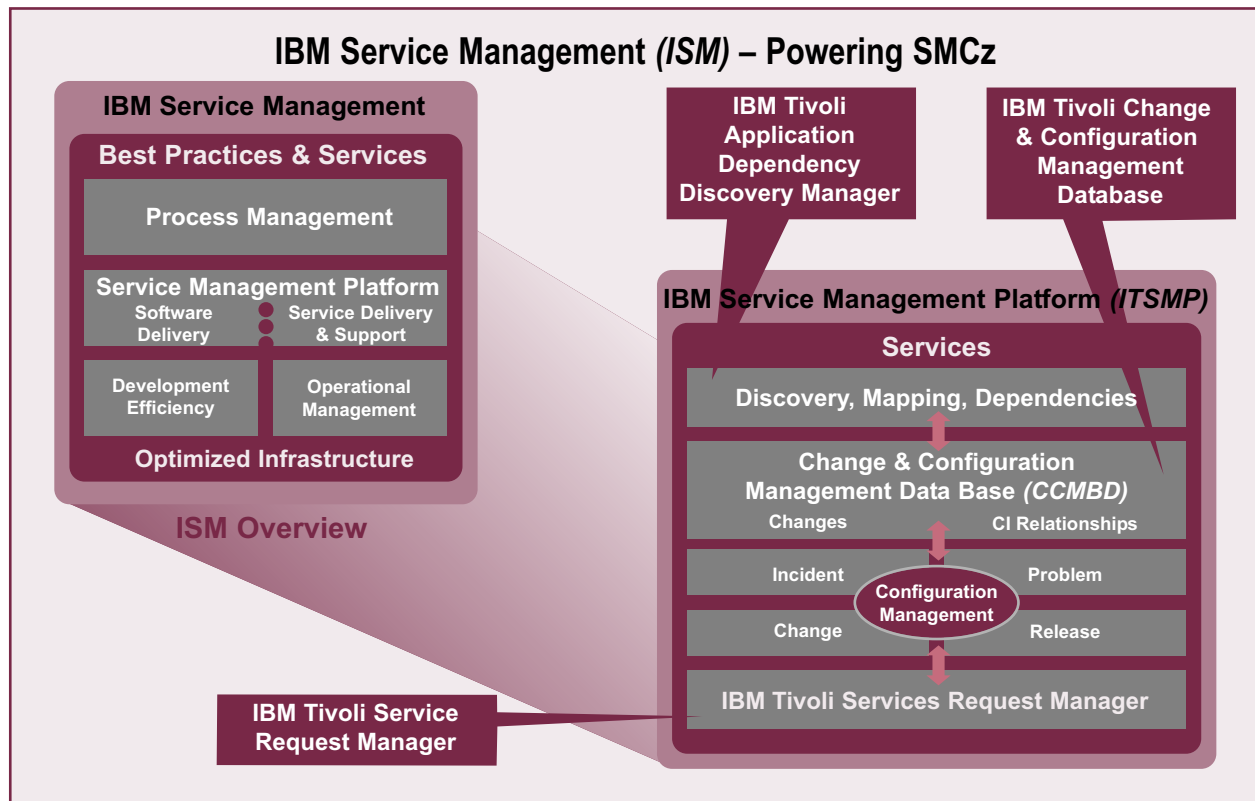 IBM Service Management (ISM) – Powering SMCz
IBM Service Management
Best Practices & Services
Process Management
Service Management Platform
Software
Delivery
Service Delivery
& Support
Development
Efficiency
Operational
Management
Optimized Infrastructure
ISM Overview
IBM Tivoli
Application
Dependency
Discovery Manager
IBM Tivoli Change
& Configuration
Management
Database
IBM Service Management Platform (ITSMP)
Services
Discovery, Mapping, Dependencies
Change & Configuration
Management Data Base (CCMBD)
Changes
CI Relationships
Incident
Problem
Configuration
Management
Change
Release
IBM Tivoli Services Request Manager
IBM Tivoli Service
Request Manager